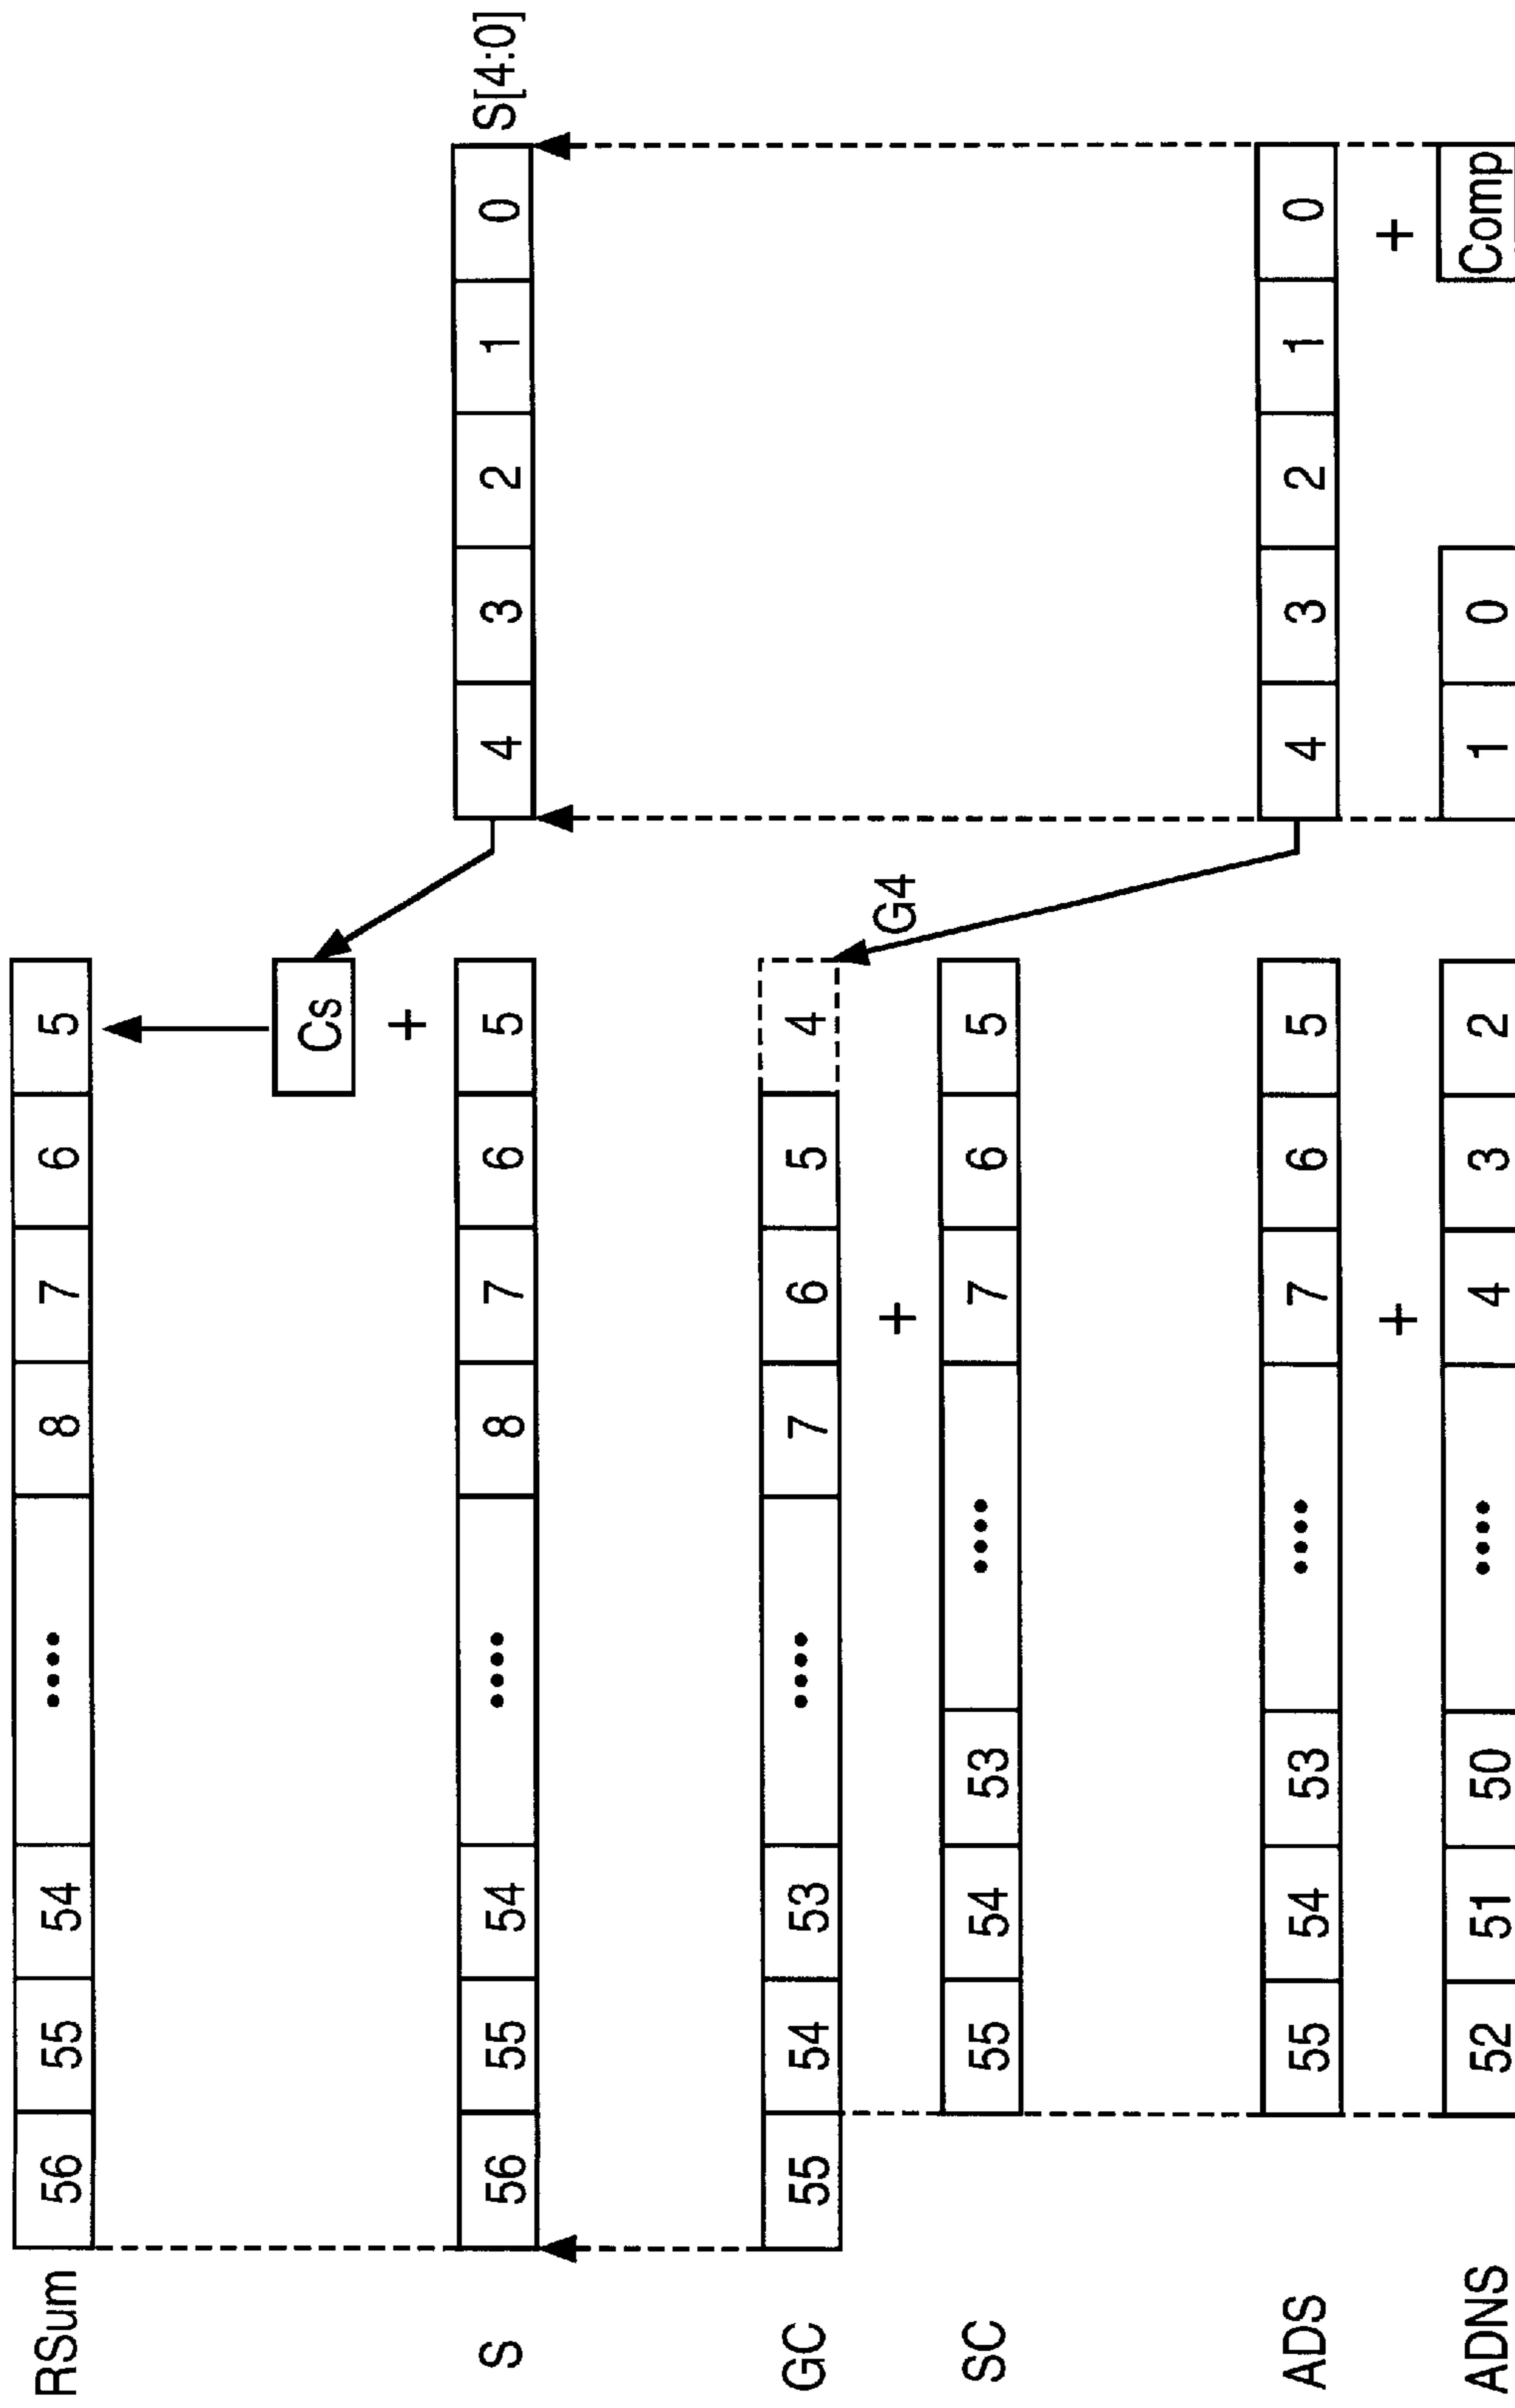 RSum 56 55 54 •••• 8 7 6 5
Cs
+
S 56 55 54 •••• 8 7 6 5 4 3 2 1 0 S[4:0]
GC 55 54 53 •••• 7 6 5 4 G4
+
SC 55 54 53 •••• 7 6 5
ADS 55 54 53 •••• 7 6 5 4 3 2 1 0
+ +
ADNS 52 51 50 •••• 4 3 2 1 0 Comp